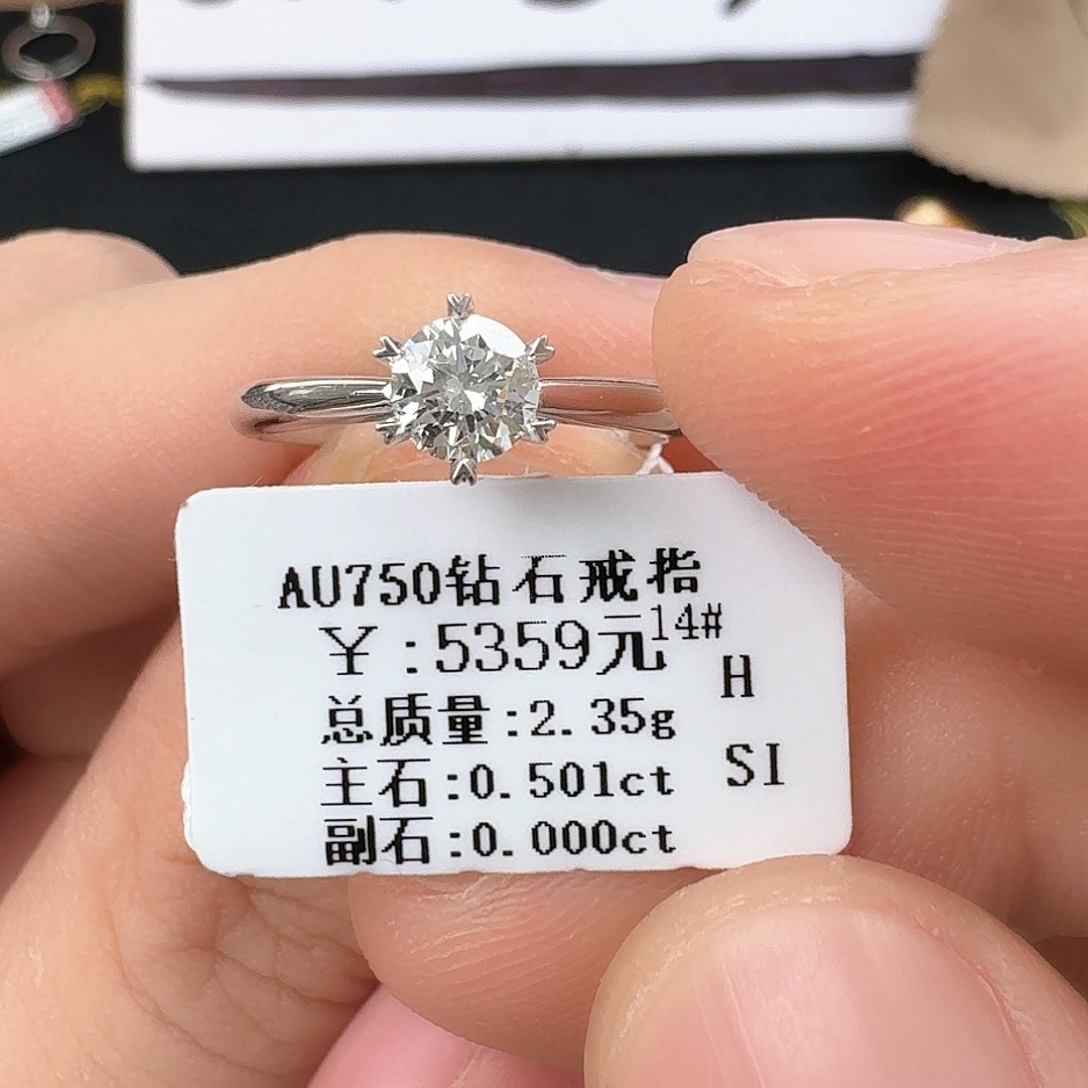 AU750钻石戒指
￥:5359元14#
H
总质量:2.35g
SI
主石:0.501ct
副石:0.000ct